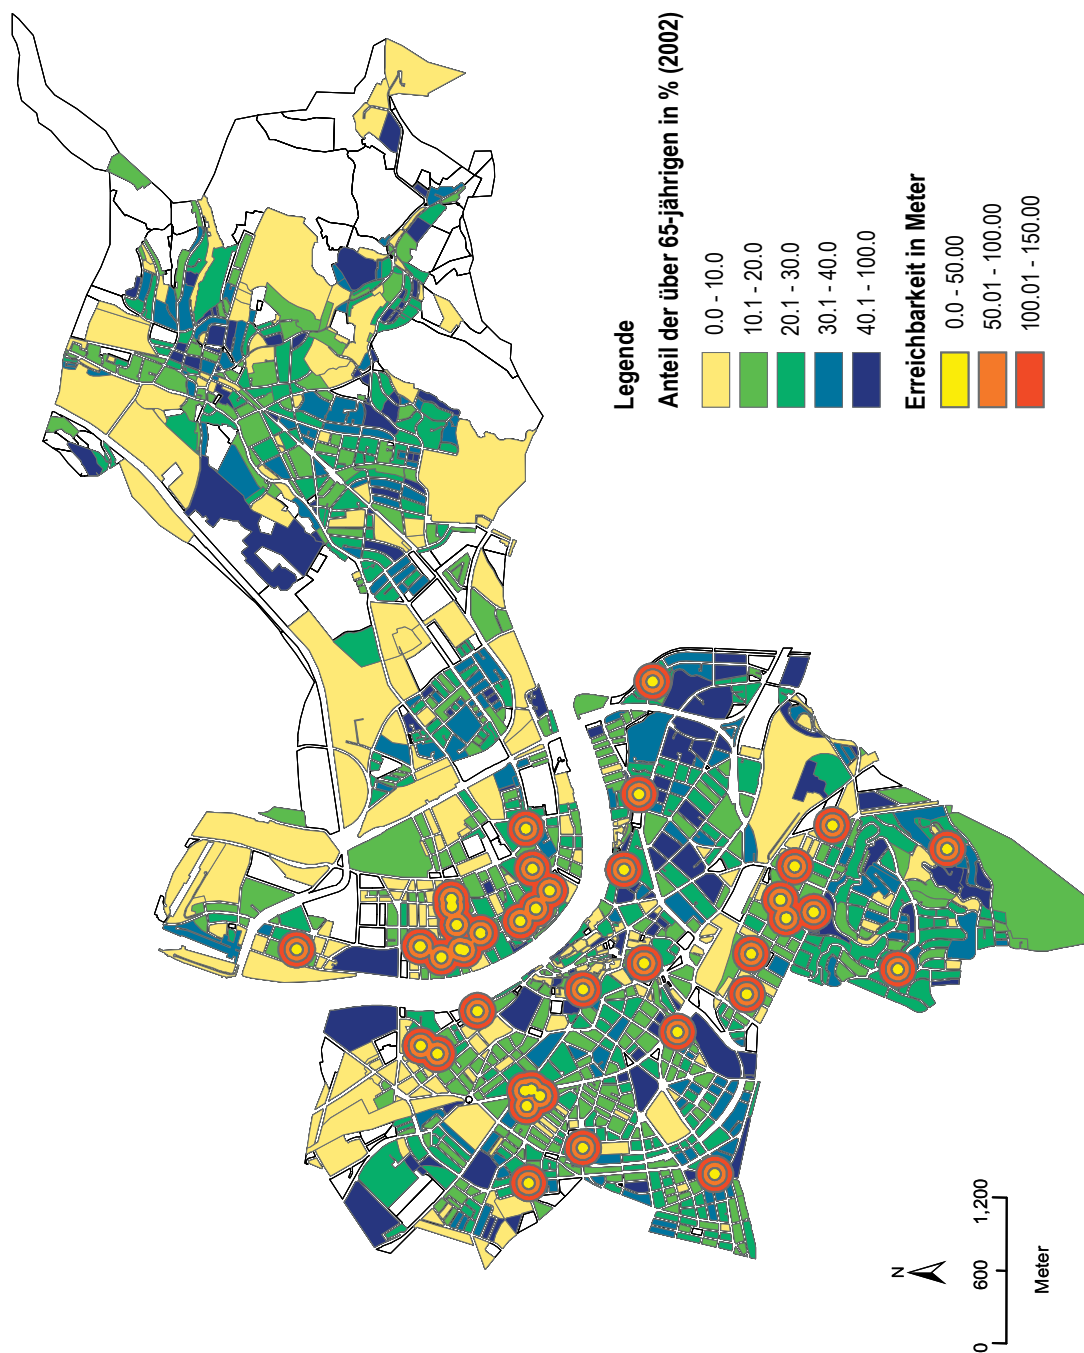 Legende
Anteil der über 65-jährigen in % (2002)
0.0 - 10.0
10.1 - 20.0
20.1 - 30.0
30.1 - 40.0
40.1 - 100.0
Erreichbarkeit in Meter
0.0 - 50.00
50.01 - 100.00
100.01 - 150.00
N
0 600 1,200
Meter